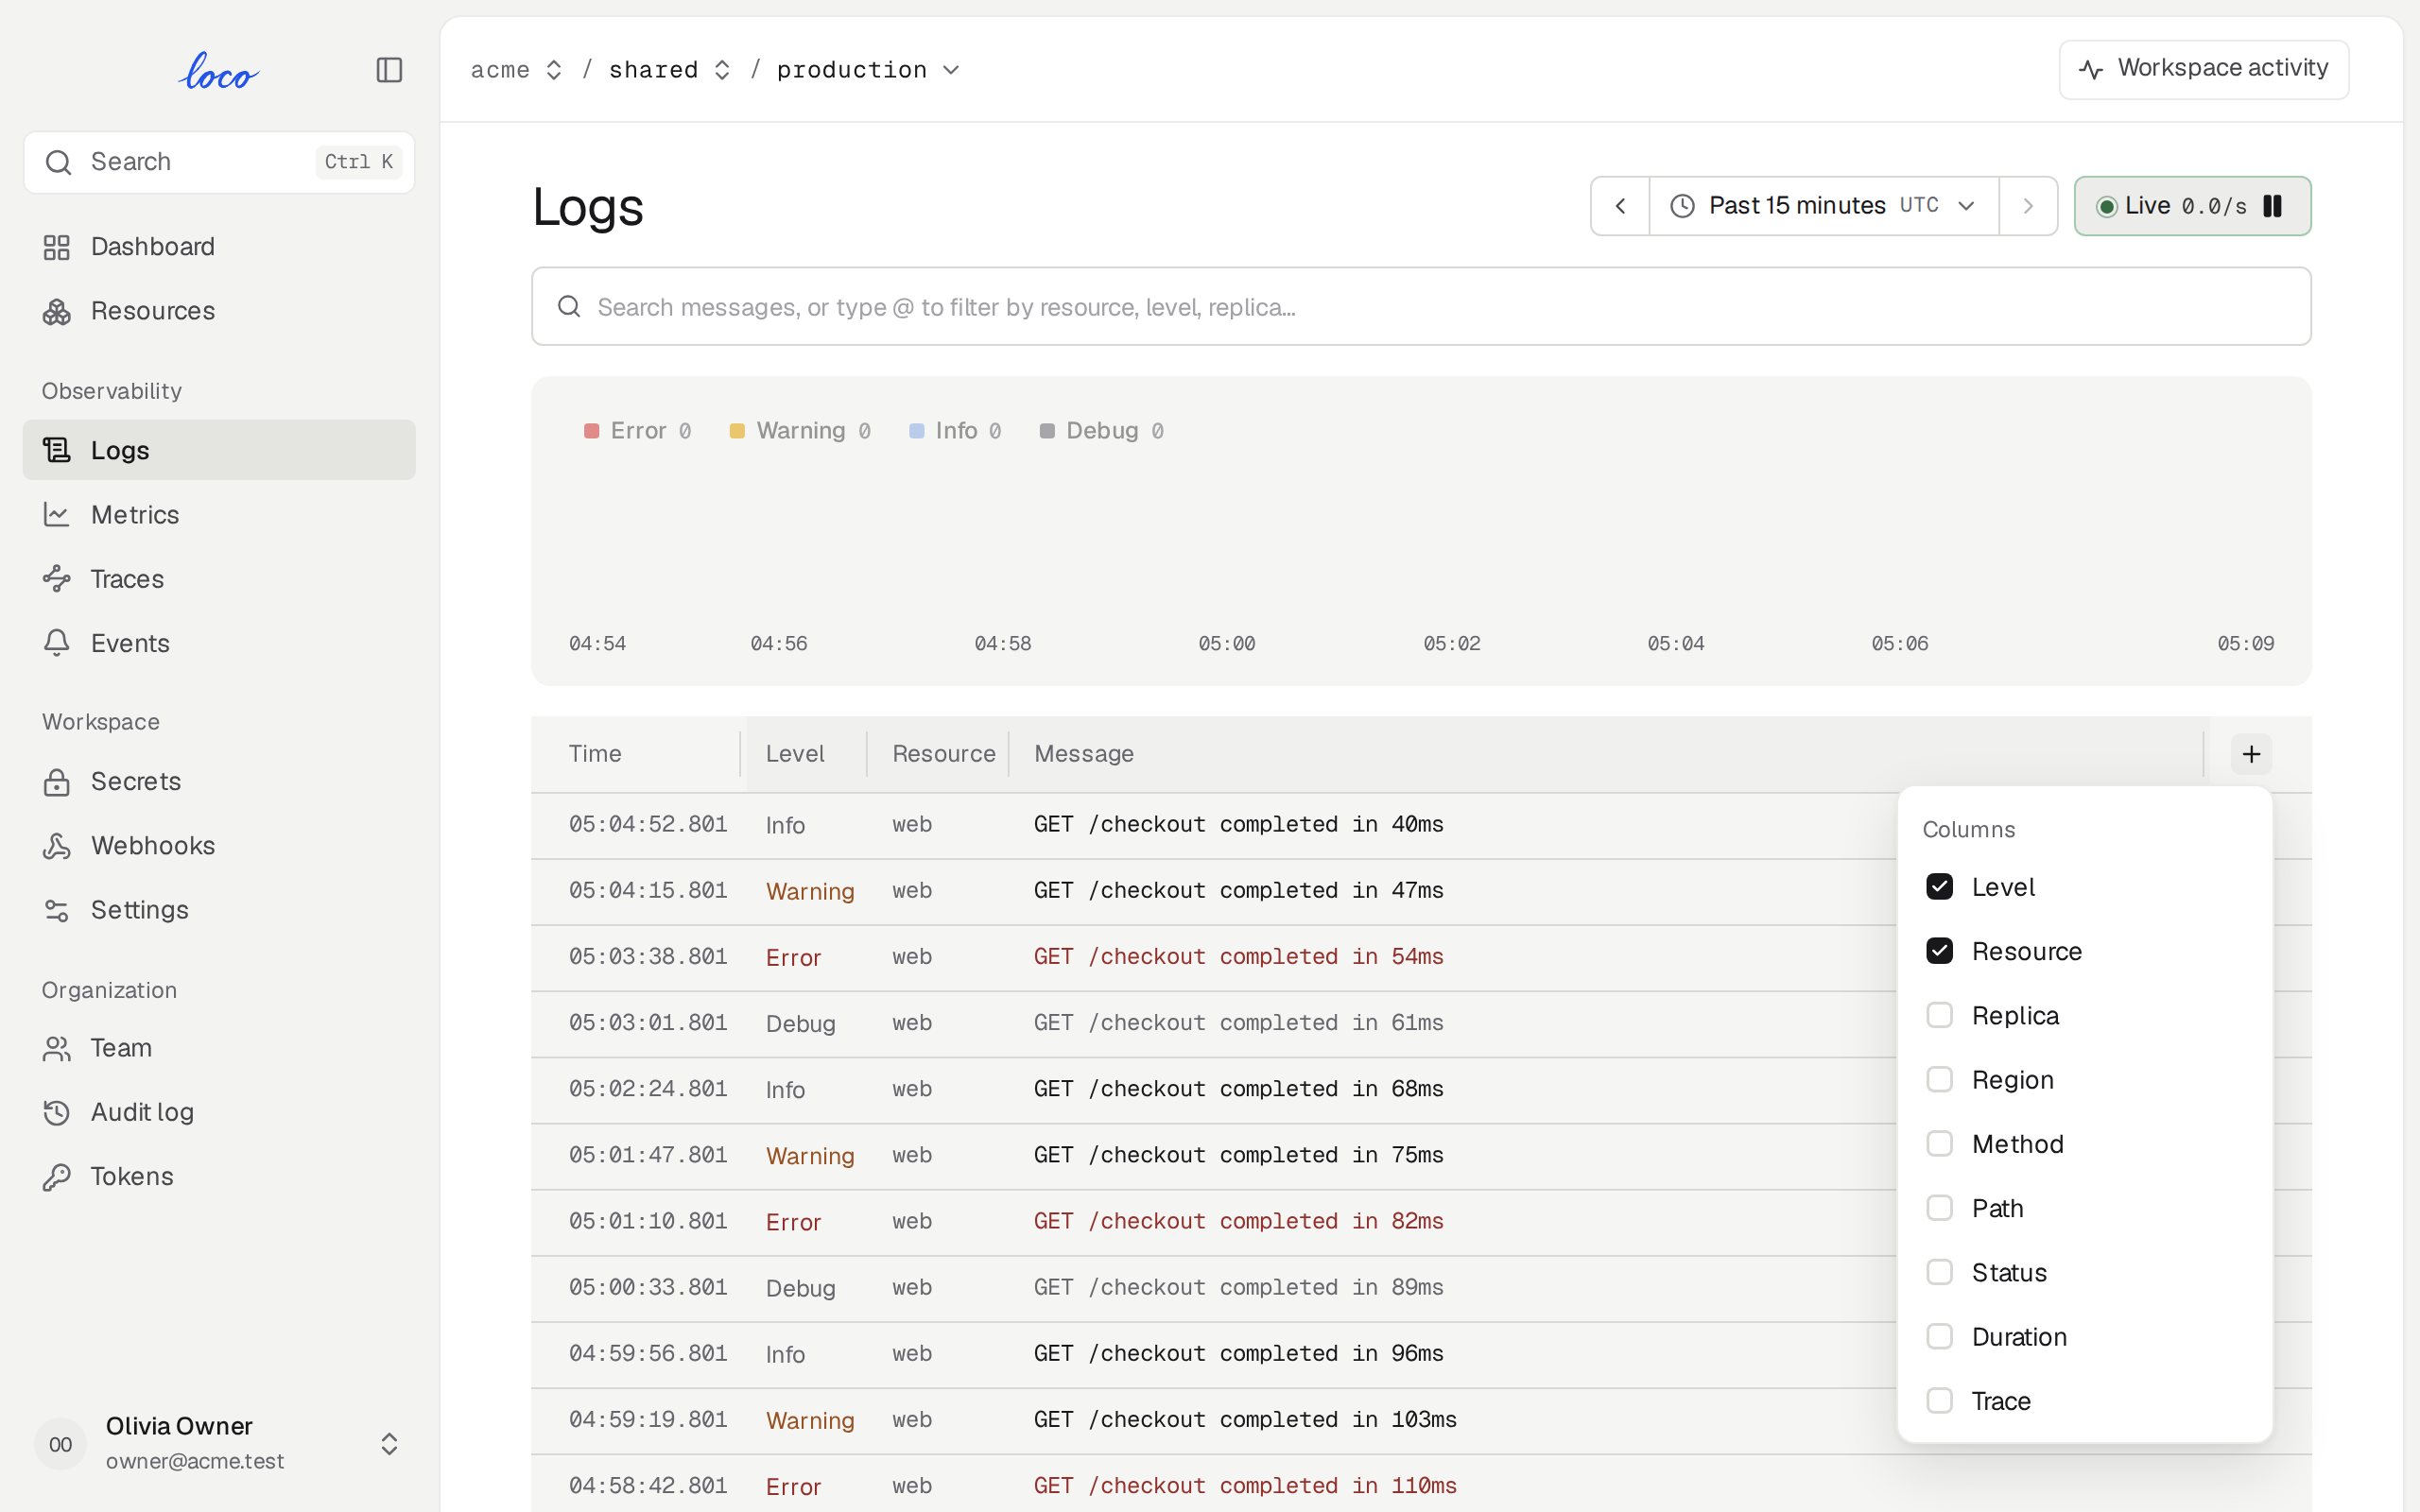 loco
Search Ctrl K
Dashboard
Resources
Observability
Logs
Metrics
Traces
Events
Workspace
Secrets
Webhooks
Settings
Organization
Team
Audit log
Tokens
OO
Olivia Owner
owner@acme.test
acme / shared / production
Workspace activity
Logs
Past 15 minutes UTC
Live 0.0/s
Search messages, or type @ to filter by resource, level, replica...
Error 0 Warning 0 Info 0 Debug 0
04:54 04:56 04:58 05:00 05:02 05:04 05:06 05:09
Time Level Resource Message
05:04:52.801 Info web GET /checkout completed in 40ms
05:04:15.801 Warning web GET /checkout completed in 47ms
05:03:38.801 Error web GET /checkout completed in 54ms
05:03:01.801 Debug web GET /checkout completed in 61ms
05:02:24.801 Info web GET /checkout completed in 68ms
05:01:47.801 Warning web GET /checkout completed in 75ms
05:01:10.801 Error web GET /checkout completed in 82ms
05:00:33.801 Debug web GET /checkout completed in 89ms
04:59:56.801 Info web GET /checkout completed in 96ms
04:59:19.801 Warning web GET /checkout completed in 103ms
04:58:42.801 Error web GET /checkout completed in 110ms
Columns
Level
Resource
Replica
Region
Method
Path
Status
Duration
Trace